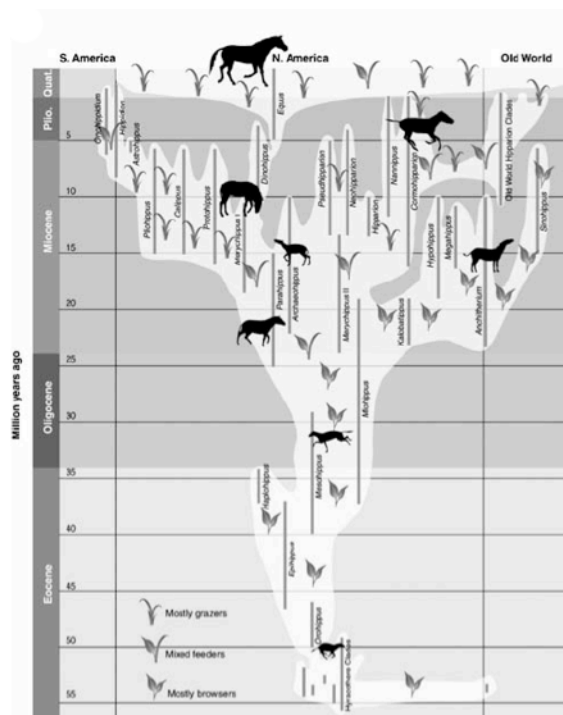 S. America
N. America
Old World
Quat.
Plio.
Miocene
Oligocene
Eocene
Million years ago
5
10
15
20
25
30
35
40
45
50
55
Onohippidium
Hippidion
Astrohippus
Pliohippus
Calippus
Protohippus
Merychippus I
Dinohippus
Equus
Parahippus
Archaeohippus
Pseudhipparion
Neohipparion
Hipparion
Merychippus II
Nannippus
Cormohipparion
Kalobatippus
Hypohippus
Megahippus
Anchitherium
Old World Hipparion Clades
Sinohippus
Miohippus
Mesohippus
Haplohippus
Epihippus
Orohippus
Hyracothere Clades
Mostly grazers
Mixed feeders
Mostly browsers